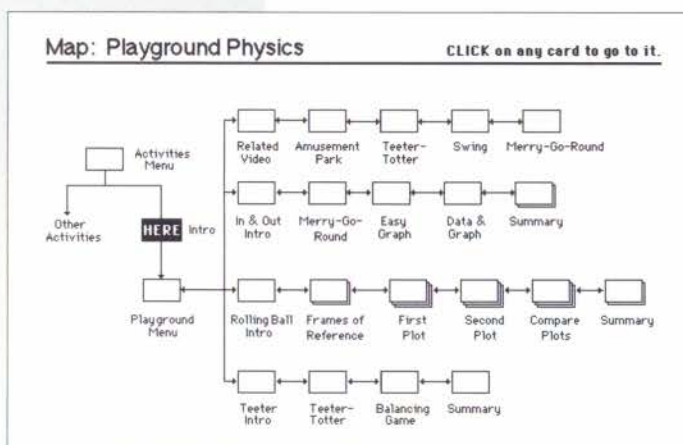 Map: Playground Physics
CLICK on any card to go to it.
Activities
Menu
Other
Activities
HERE
Intro
Playground
Menu
Related
Video
Amusement
Park
Teeter-
Totter
Swing
Merry-Go-Round
In & Out
Intro
Merry-Go-
Round
Easy
Graph
Data &
Graph
Summary
Rolling Ball
Intro
Frames of
Reference
First
Plot
Second
Plot
Compare
Plots
Summary
Teeter
Intro
Teeter-
Totter
Balancing
Game
Summary